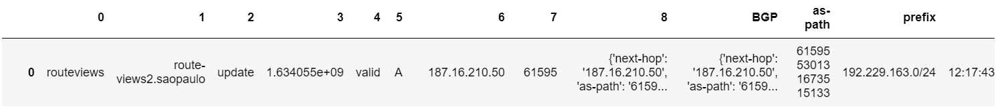 0 1 2 3 4 5 6 7 8 BGP as-path prefix
0 routeviews route-views2.saopaulo update 1.634055e+09 valid A 187.16.210.50 61595 {'next-hop': '187.16.210.50', 'as-path': '6159... {'next-hop': '187.16.210.50', 'as-path': '6159... 61595 53013 16735 15133 192.229.163.0/24 12:17:43